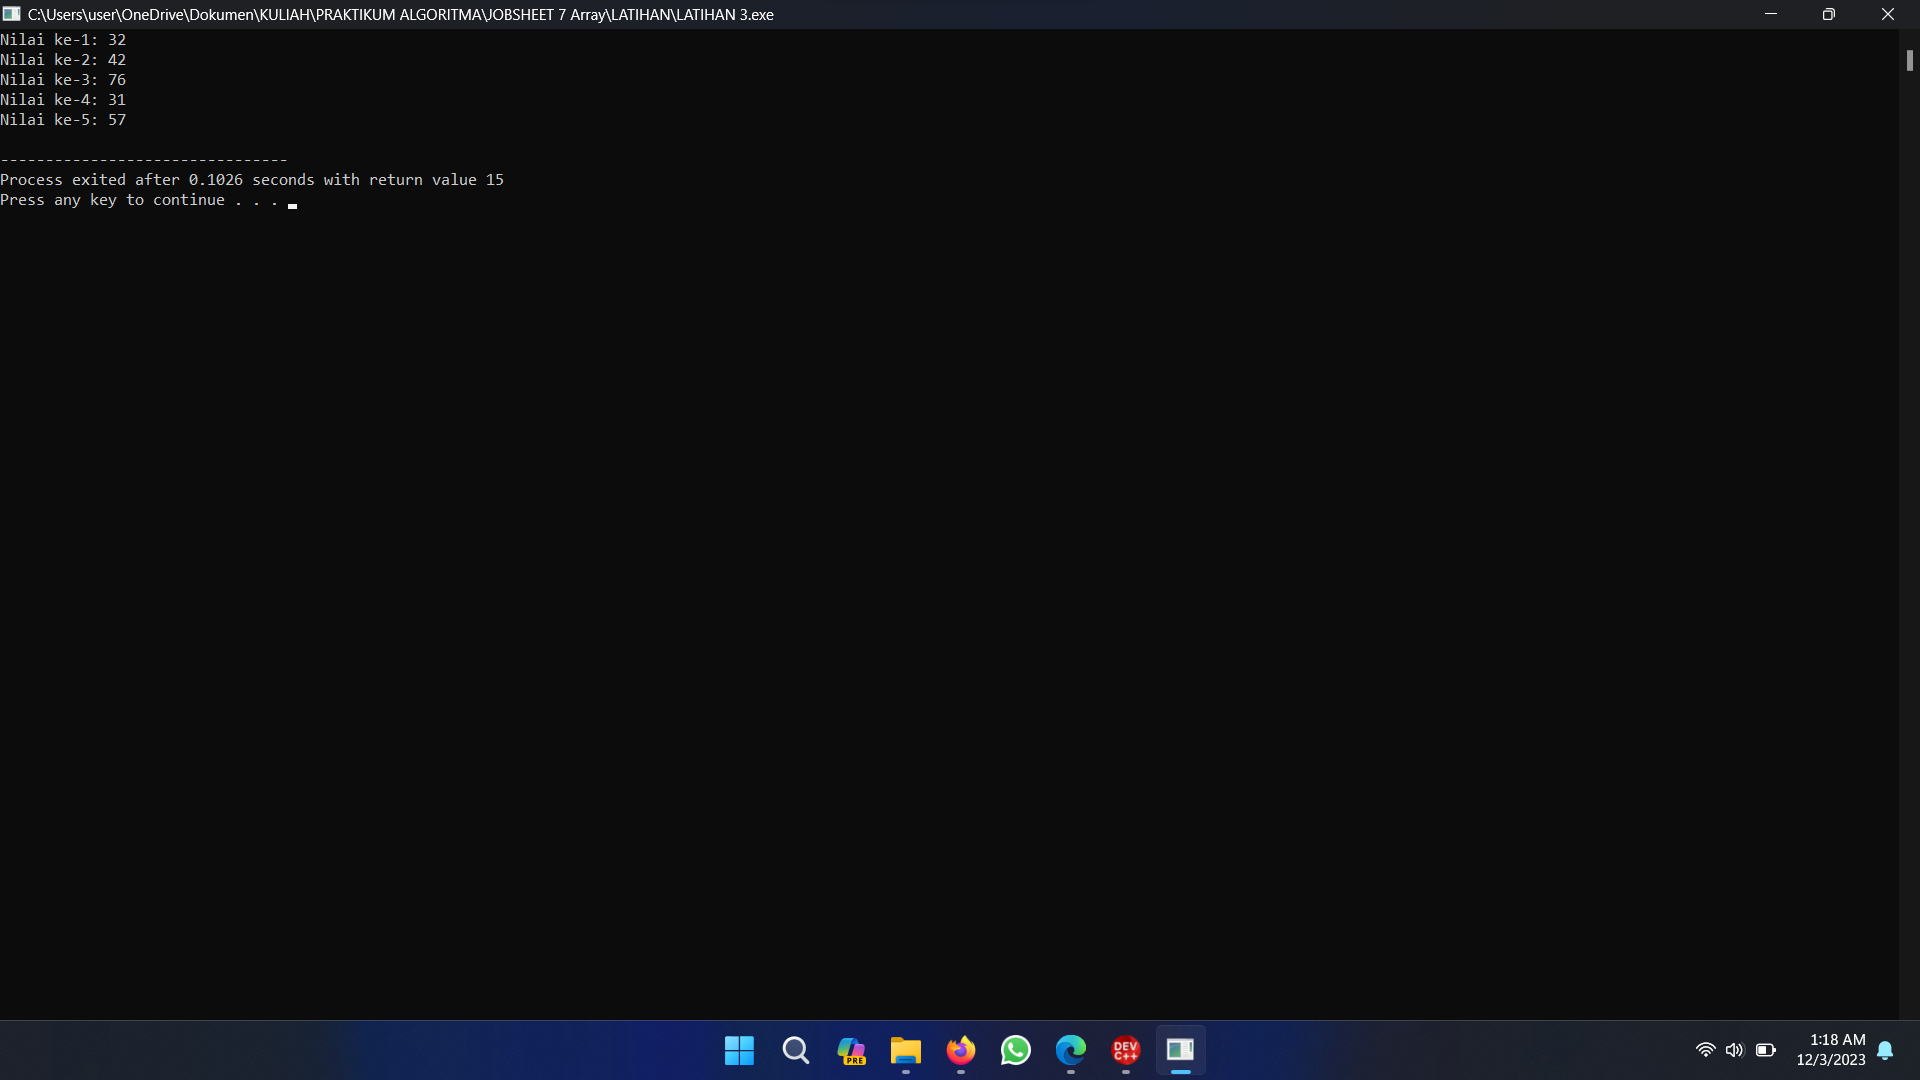 C:\Users\user\OneDrive\Dokumen\KULIAH\PRAKTIKUM ALGORITMA\JOBSHEET 7 Array\LATIHAN\LATIHAN 3.exe
Nilai ke-1: 32
Nilai ke-2: 42
Nilai ke-3: 76
Nilai ke-4: 31
Nilai ke-5: 57
--------------------------------
Process exited after 0.1026 seconds with return value 15
Press any key to continue . . .
PRE
DEV
C++
1:18 AM
12/3/2023